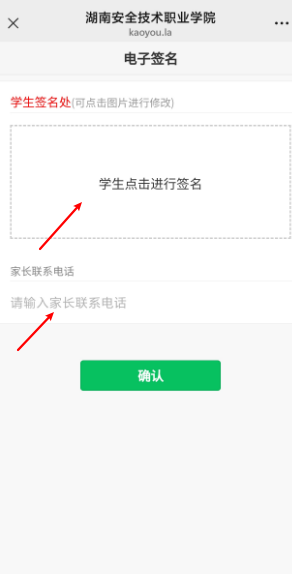 湖南安全技术职业学院
kaoyou.la
电子签名
学生签名处(可点击图片进行修改)
学生点击进行签名
家长联系电话
请输入家长联系电话
确认